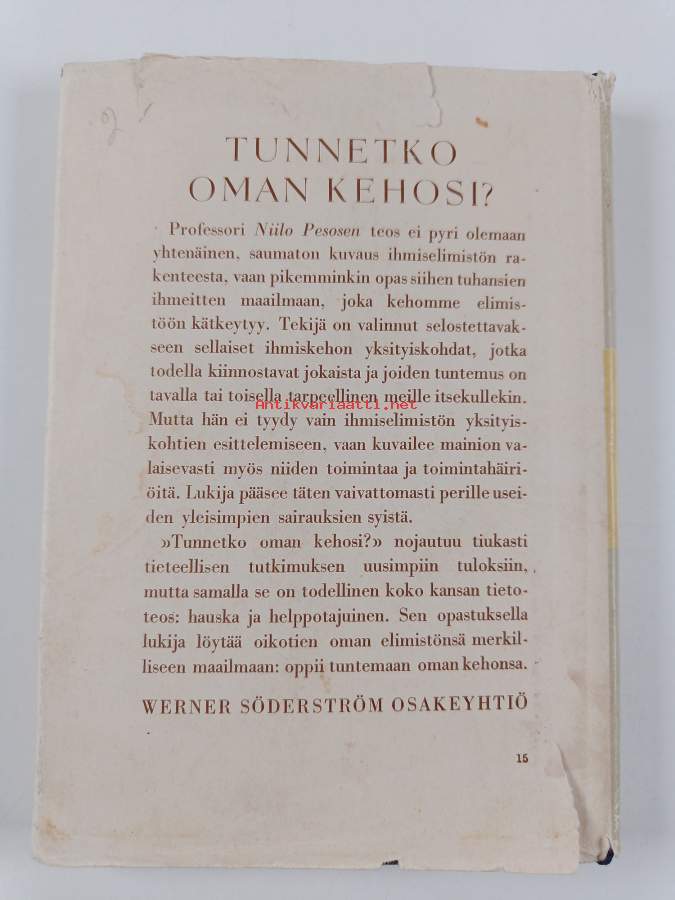 TUNNETKO
OMAN KEHOSI?
Professori Niilo Pesosen teos ei pyri olemaan
yhtenäinen, saumaton kuvaus ihmiselimistön ra-
kenteesta, vaan pikemminkin opas siihen tuhansien
ihmeitten maailmaan, joka kehomme elimis-
töön kätkeytyy. Tekijä on valinnut selostettavak-
seen sellaiset ihmiskehon yksityiskohdat, jotka
todella kiinnostavat jokaista ja joiden tuntemus on
tavalla tai toisella tarpeellinen meille itsekullekin.
Antikvariaatti.net
Mutta hän ei tyydy vain ihmiselimistön yksityis-
kohtien esittelemiseen, vaan kuvailee mainion va-
laisevasti myös niiden toimintaa ja toimintahäiri-
öitä. Lukija pääsee täten vaivattomasti perille usei-
den yleisimpien sairauksien syistä.
»Tunnetko oman kehosi?» nojautuu tiukasti
tieteellisen tutkimuksen uusimpiin tuloksiin,
mutta samalla se on todellinen koko kansan tieto-
teos: hauska ja helppotajuinen. Sen opastuksella
lukija löytää oikotien oman elimistönsä merkil-
liseen maailmaan: oppii tuntemaan oman kehonsa.
WERNER SÖDERSTRÖM OSAKEYHTIÖ
15